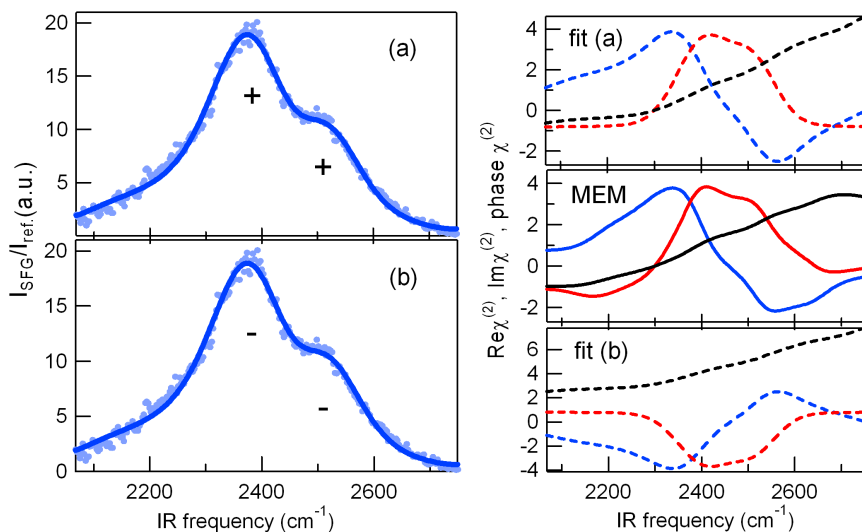 20
15
10
5
(a)
+
+
20
15
10
5
0
(b)
-
-
2200 2400 2600
IR frequency (cm⁻¹)
I_SFG/I_ref.(a.u.)
4
2
0
-2
fit (a)
4
2
0
-2
MEM
6
4
2
0
-2
-4
fit (b)
2200 2400 2600
IR frequency (cm⁻¹)
Reχ⁽²⁾, Imχ⁽²⁾, phase χ⁽²⁾